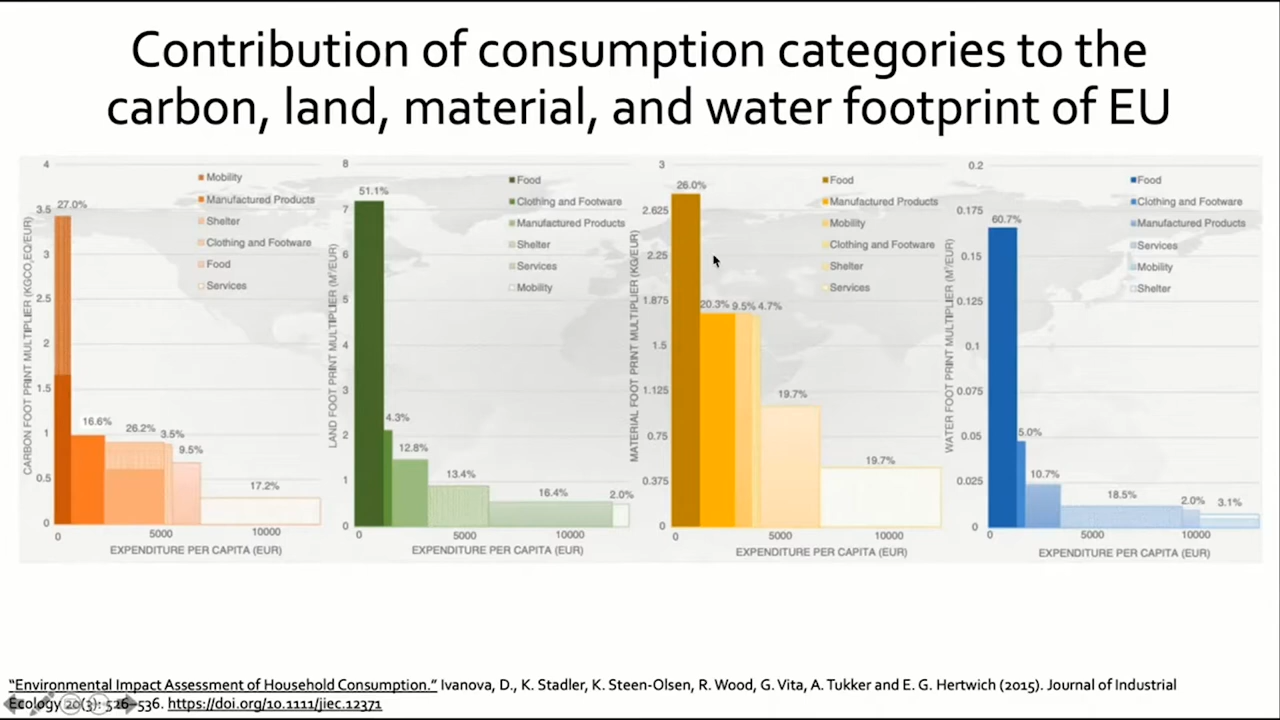 Contribution of consumption categories to the
carbon, land, material, and water footprint of EU
CARBON FOOT PRINT MULTIPLIER (KGCO,EQ/EUR)
4
3.5
3
2.5
2
1.5
1
0.5
0
27.0%
16.6%
26.2%
3.5%
9.5%
17.2%
Mobility
Manufactured Products
Shelter
Clothing and Footware
Food
Services
0
5000
10000
EXPENDITURE PER CAPITA (EUR)
LAND FOOT PRINT MULTIPLIER (M²/EUR)
8
7
6
5
4
3
2
1
0
51.1%
4.3%
12.8%
13.4%
16.4%
2.0%
Food
Clothing and Footware
Manufactured Products
Shelter
Services
Mobility
0
5000
10000
EXPENDITURE PER CAPITA (EUR)
MATERIAL FOOT PRINT MULTIPLIER (KG/EUR)
3
2.625
2.25
1.875
1.5
1.125
0.75
0.375
0
26.0%
20.3%
9.5%
4.7%
19.7%
19.7%
Food
Manufactured Products
Mobility
Clothing and Footware
Shelter
Services
0
5000
10000
EXPENDITURE PER CAPITA (EUR)
WATER FOOT PRINT MULTIPLIER (M³/EUR)
0.2
0.175
0.15
0.125
0.1
0.075
0.05
0.025
0
60.7%
5.0%
10.7%
18.5%
2.0%
3.1%
Food
Clothing and Footware
Manufactured Products
Services
Mobility
Shelter
0
5000
10000
EXPENDITURE PER CAPITA (EUR)
“Environmental Impact Assessment of Household Consumption.” Ivanova, D., K. Stadler, K. Steen-Olsen, R. Wood, G. Vita, A. Tukker and E. G. Hertwich (2015). Journal of Industrial
Ecology 20(3): 526–536. https://doi.org/10.1111/jiec.12371